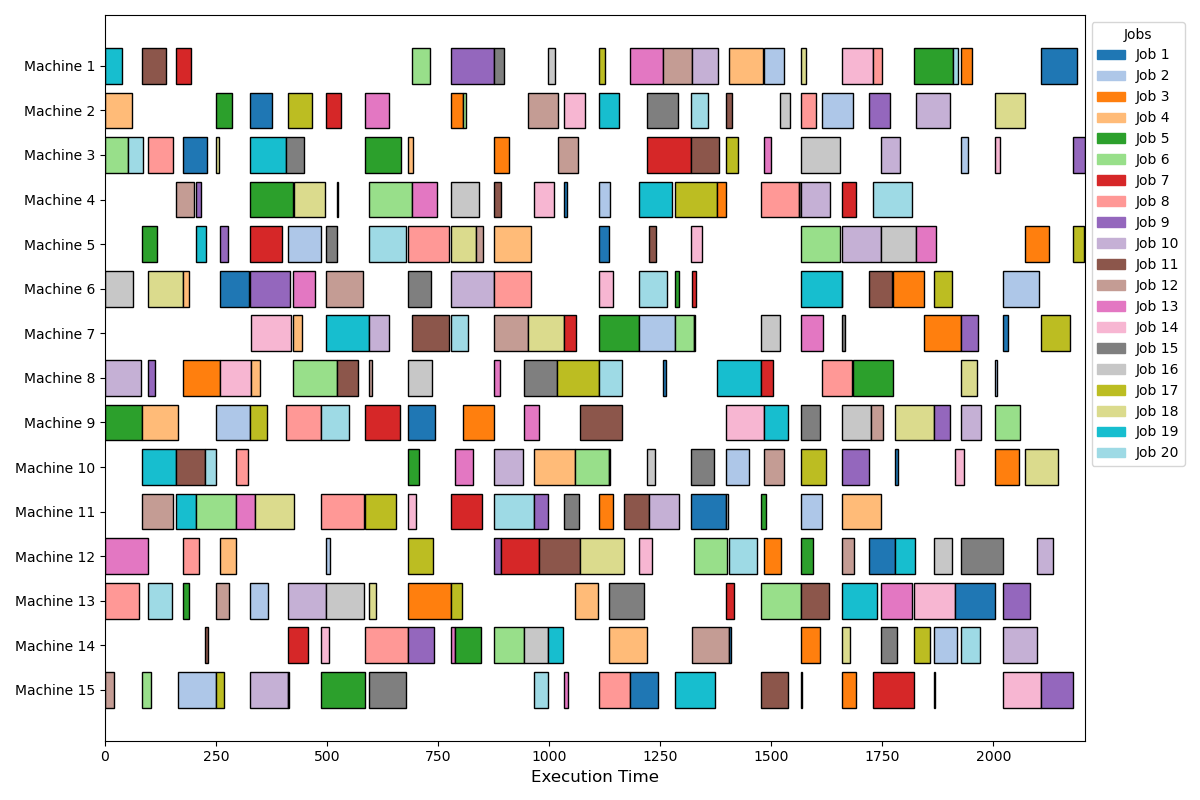 Machine 1
Machine 2
Machine 3
Machine 4
Machine 5
Machine 6
Machine 7
Machine 8
Machine 9
Machine 10
Machine 11
Machine 12
Machine 13
Machine 14
Machine 15
0 250 500 750 1000 1250 1500 1750 2000
Execution Time
Jobs
Job 1
Job 2
Job 3
Job 4
Job 5
Job 6
Job 7
Job 8
Job 9
Job 10
Job 11
Job 12
Job 13
Job 14
Job 15
Job 16
Job 17
Job 18
Job 19
Job 20